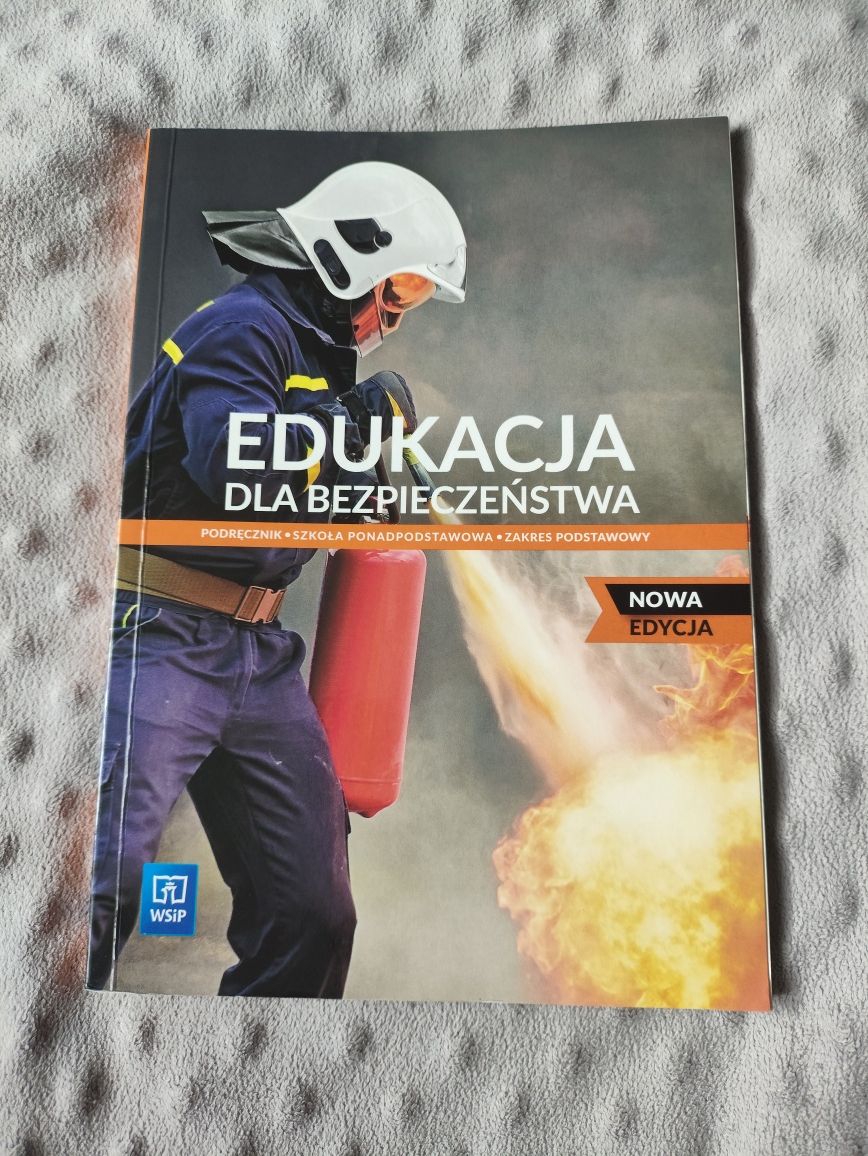 EDUKACJA
DLA BEZPIECZEŃSTWA
PODRĘCZNIK • SZKOŁA PONADPODSTAWOWA • ZAKRES PODSTAWOWY
NOWA
EDYCJA
WSiP